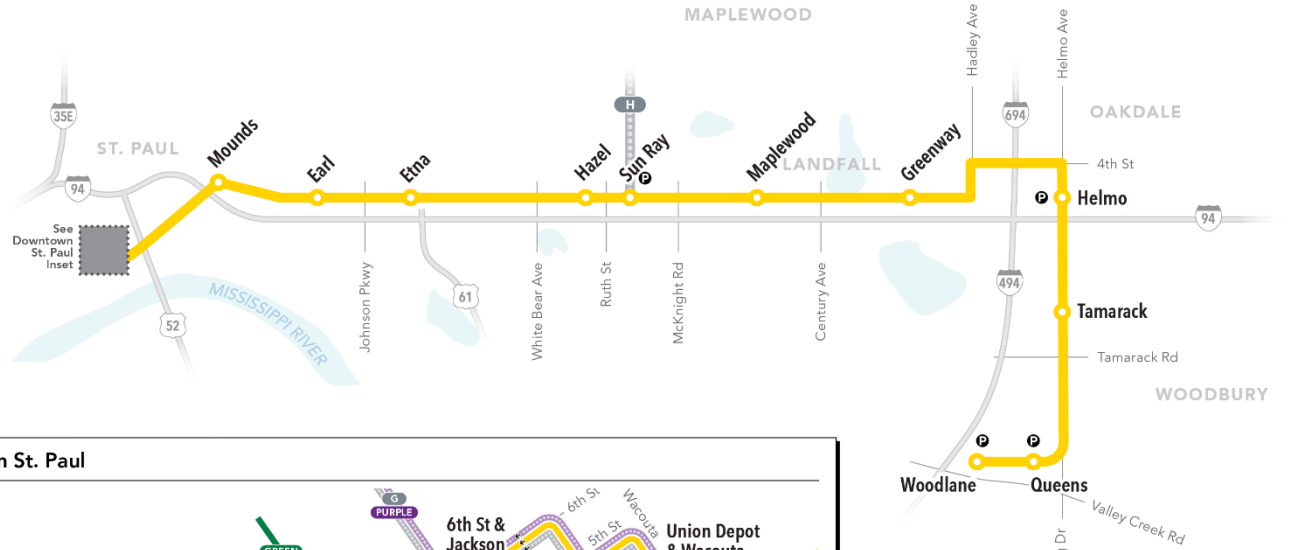 MAPLEWOOD
Hadley Ave
Helmo Ave
35E
H
694
OAKDALE
ST. PAUL
Mounds
Earl
Etna
Hazel
Sun Ray
P
Maplewood
LANDFALL
Greenway
4th St
94
P
Helmo
94
See
Downtown
St. Paul
Inset
MISSISSIPPI RIVER
52
61
Johnson Pkwy
White Bear Ave
Ruth St
McKnight Rd
Century Ave
494
Tamarack
Tamarack Rd
WOODBURY
P
P
Woodlane
Queens
Valley Creek Rd
Dr
St. Paul
G
PURPLE
GREEN
6th St &
Jackson
6th St
Wacouta
5th St
Union Depot
& Wacouta